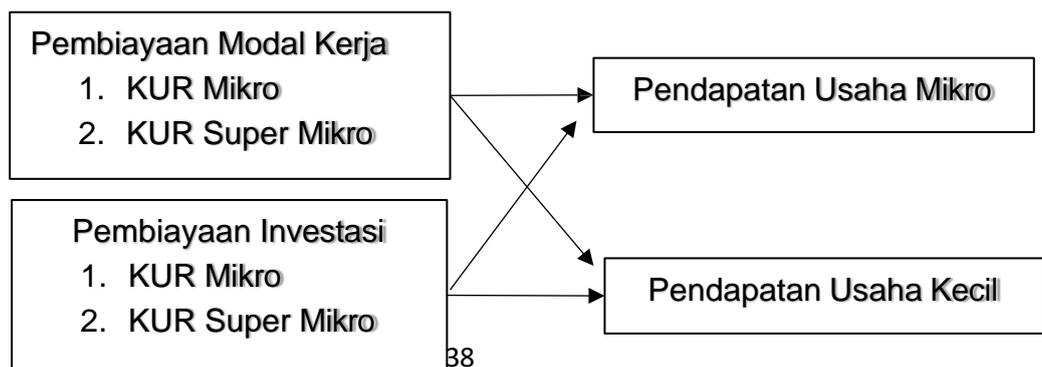 Pembiayaan Modal Kerja
1. KUR Mikro
2. KUR Super Mikro
Pendapatan Usaha Mikro
Pembiayaan Investasi
1. KUR Mikro
2. KUR Super Mikro
Pendapatan Usaha Kecil
38